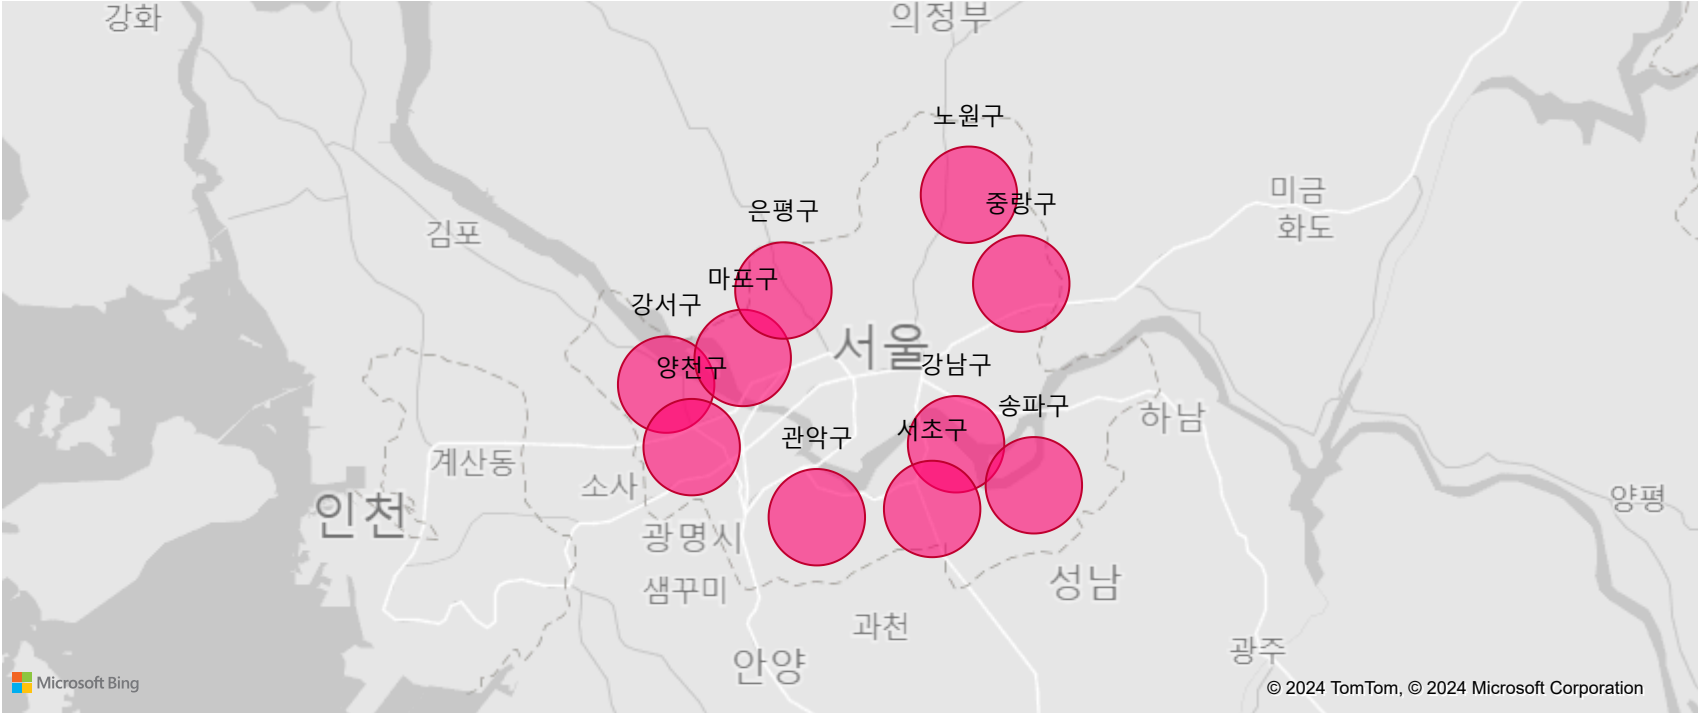 강화
의정부
노원구
미금
중랑구
은평구
화도
김포
마포구
강서구
서울
양천구
강남구
송파구
하남
서초구
관악구
계산동
소사
양평
인천
광명시
성남
샘꾸미
과천
광주
안양
Microsoft Bing
© 2024 TomTom, © 2024 Microsoft Corporation